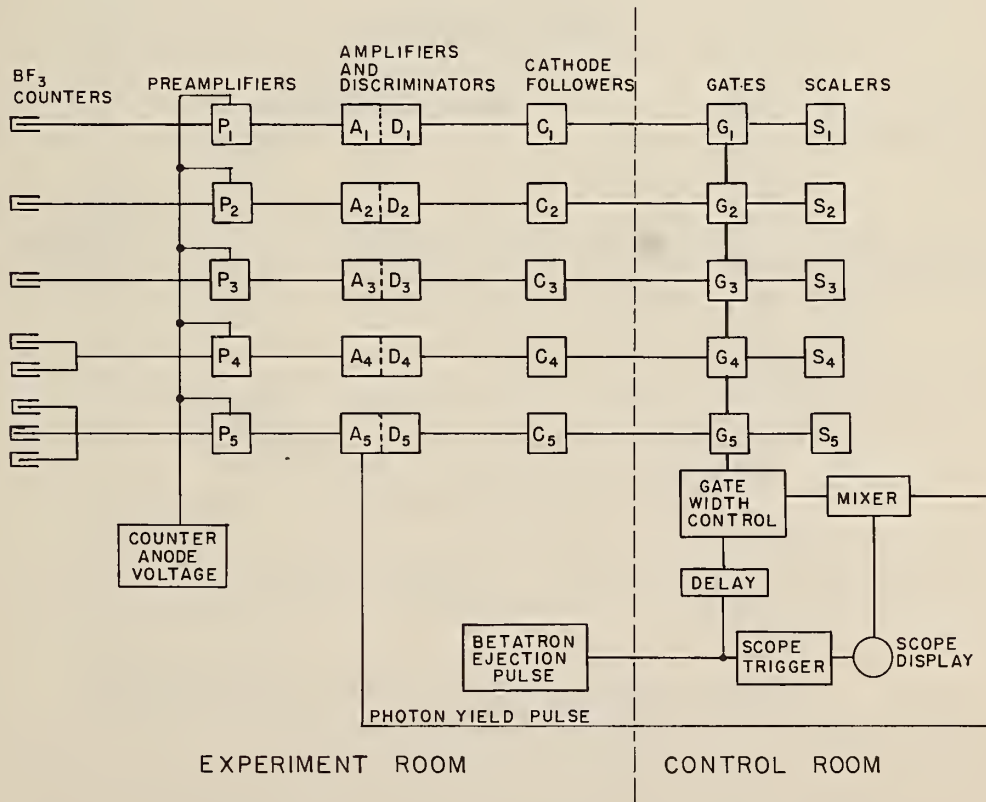 BF₃
COUNTERS
PREAMPLIFIERS
AMPLIFIERS
AND
DISCRIMINATORS
CATHODE
FOLLOWERS
GATES
SCALERS
P₁ A₁ D₁ C₁ G₁ S₁
P₂ A₂ D₂ C₂ G₂ S₂
P₃ A₃ D₃ C₃ G₃ S₃
P₄ A₄ D₄ C₄ G₄ S₄
P₅ A₅ D₅ C₅ G₅ S₅
COUNTER
ANODE
VOLTAGE
GATE
WIDTH
CONTROL
MIXER
DELAY
BETATRON
EJECTION
PULSE
SCOPE
TRIGGER
SCOPE
DISPLAY
PHOTON YIELD PULSE
EXPERIMENT ROOM
CONTROL ROOM